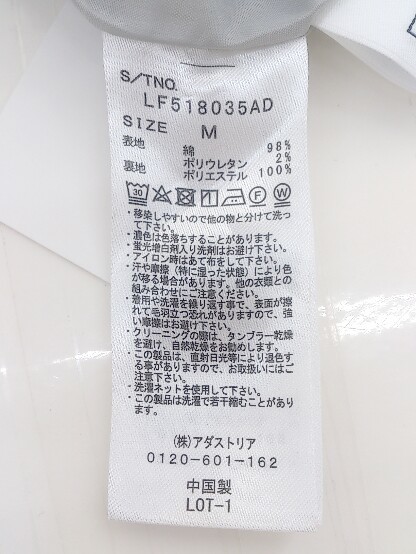 S/TNO.
LF518035AD
SIZE M
表地 綿 98%
ポリウレタン 2%
裏地 ポリエステル 100%
30 F W
・移染しやすいので他の物と分けて洗っ
て下さい。
・濃色は色落ちすることがあります。
・蛍光増白剤入り洗剤はお避け下さい。
・アイロン時はあて布をして下さい。
・汗や摩擦(特に湿った状態)により色
が移る場合があります。他の衣類との
組み合わせにご注意ください。
・着用や洗濯を繰り返す事で、表面が擦
れて毛羽立つ恐れがありますので、強
い摩擦はお避け下さい。
・クリーニングの際は、タンブラー乾燥
を避け、自然乾燥をお勧めします。
・この製品は、直射日光等により退色す
る事がありますので、お取扱いにはご
注意下さい。
・洗濯ネットを使用して下さい。
・この製品は洗濯で若干縮むことがあり
ます。
(株)アダストリア
0120-601-162
中国製
LOT-1